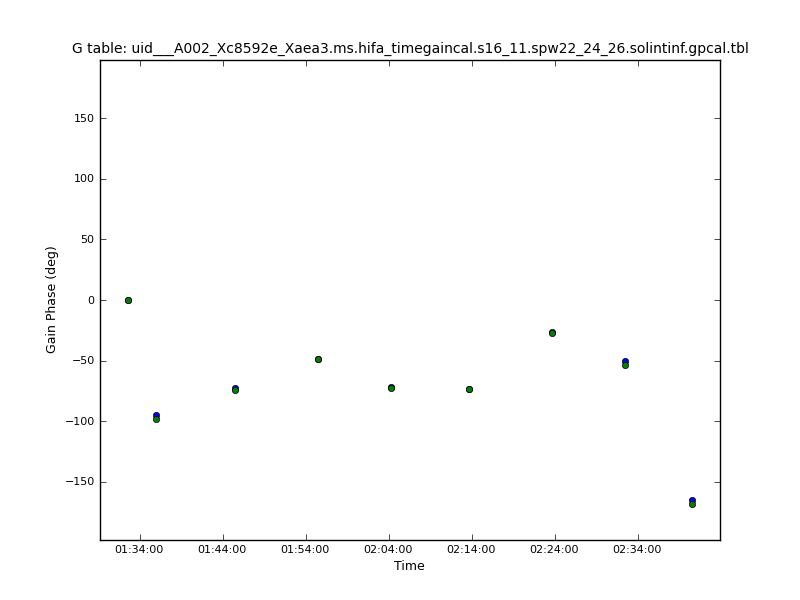 G table: uid___A002_Xc8592e_Xaea3.ms.hifa_timegaincal.s16_11.spw22_24_26.solintinf.gpcal.tbl
150
100
50
0
−50
−100
−150
Gain Phase (deg)
01:34:00 01:44:00 01:54:00 02:04:00 02:14:00 02:24:00 02:34:00
Time